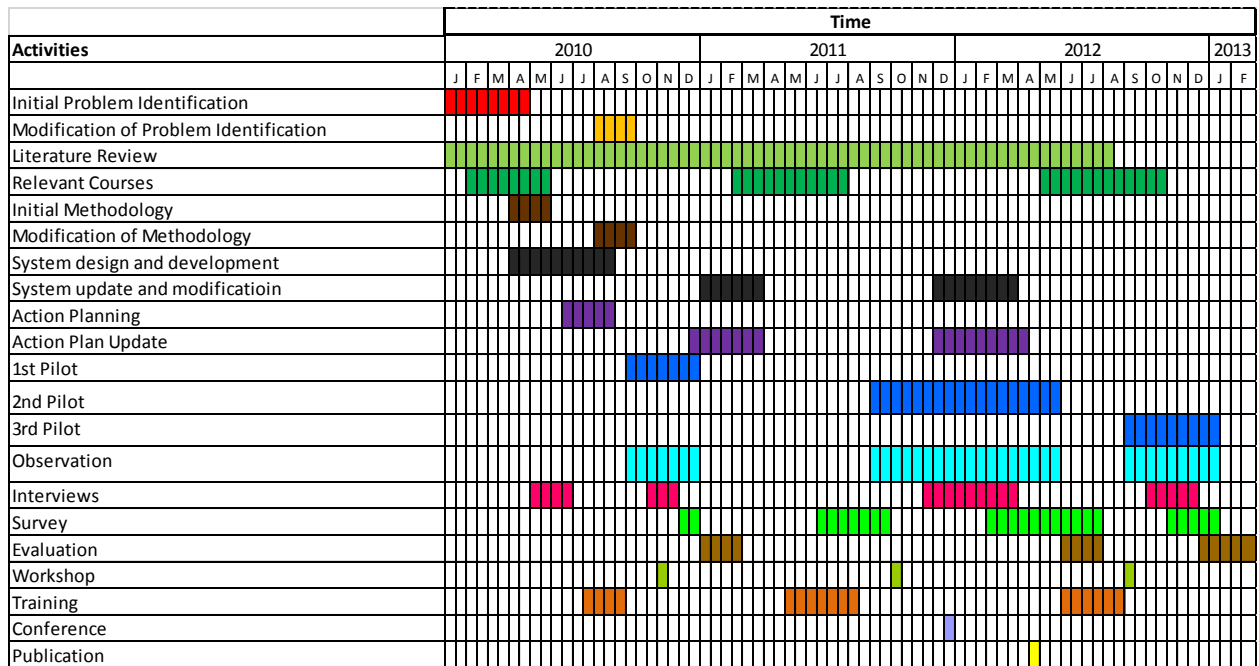 Time
Activities 2010 2011 2012 2013
J F M A M J J A S O N D J F M A M J J A S O N D J F M A M J J A S O N D J F
Initial Problem Identification
Modification of Problem Identification
Literature Review
Relevant Courses
Initial Methodology
Modification of Methodology
System design and development
System update and modificatioin
Action Planning
Action Plan Update
1st Pilot
2nd Pilot
3rd Pilot
Observation
Interviews
Survey
Evaluation
Workshop
Training
Conference
Publication